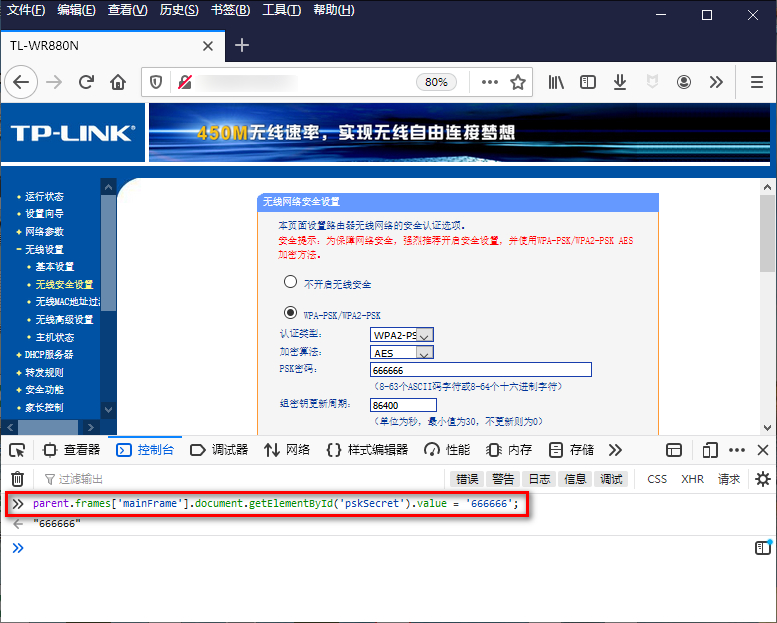 文件(F) 编辑(E) 查看(V) 历史(S) 书签(B) 工具(T) 帮助(H)
TL-WR880N
80%
TP-LINK®
450M无线速率，实现无线自由连接梦想
运行状态
设置向导
网络参数
无线设置
基本设置
无线安全设置
无线MAC地址过
无线高级设置
主机状态
DHCP服务器
转发规则
安全功能
家长控制
无线网络安全设置
本页面设置路由器无线网络的安全认证选项。
安全提示：为保障网络安全，强烈推荐开启安全设置，并使用WPA-PSK/WPA2-PSK AES
加密方法。
不开启无线安全
WPA-PSK/WPA2-PSK
认证类型： WPA2-PS
加密算法： AES
PSK密码： 666666
（8-63个ASCII码字符或8-64个十六进制字符）
组密钥更新周期： 86400
（单位为秒，最小值为30，不更新则为0）
查看器 控制台 调试器 网络 样式编辑器 性能 内存 存储
过滤输出 错误 警告 日志 信息 调试 CSS XHR 请求
parent.frames['mainFrame'].document.getElementById('pskSecret').value = '666666';
"666666"